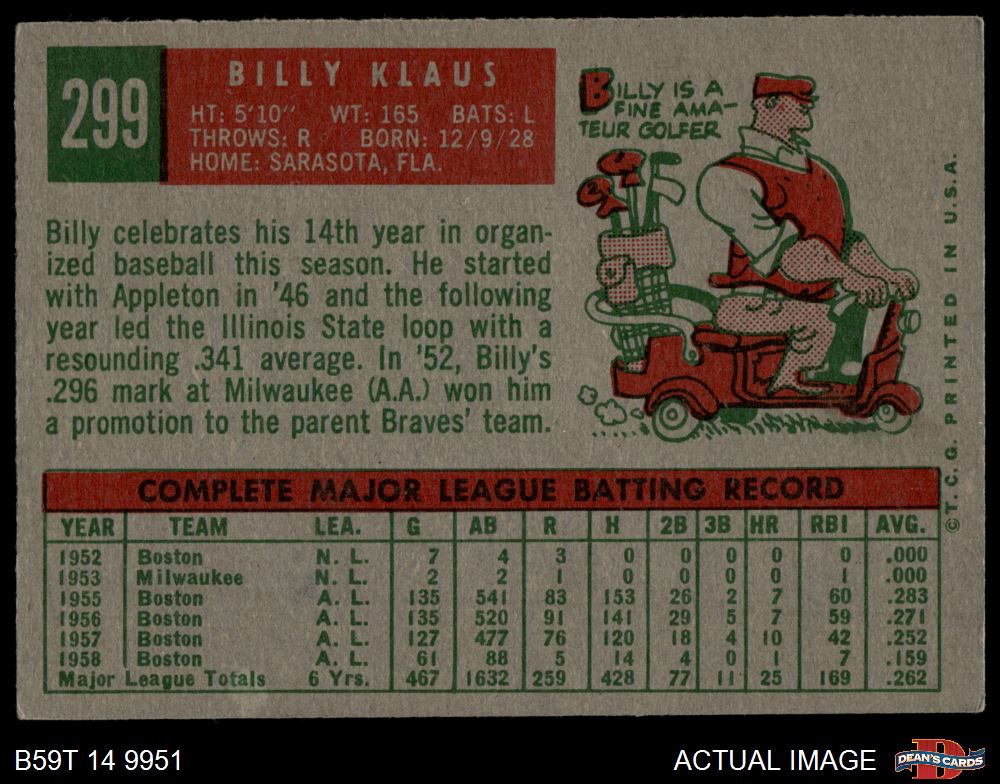 299
BILLY KLAUS
HT: 5'10" WT: 165 BATS: L
THROWS: R BORN: 12/9/28
HOME: SARASOTA, FLA.
BILLY IS A
FINE AMA-
TEUR GOLFER
Billy celebrates his 14th year in organ-
ized baseball this season. He started
with Appleton in '46 and the following
year led the Illinois State loop with a
resounding .341 average. In '52, Billy's
.296 mark at Milwaukee (A.A.) won him
a promotion to the parent Braves' team.
©T.C.G. PRINTED IN U.S.A.
COMPLETE MAJOR LEAGUE BATTING RECORD
YEAR TEAM LEA. G AB R H 2B 3B HR RBI AVG.
1952 Boston N. L. 7 4 3 0 0 0 0 0 .000
1953 Milwaukee N. L. 2 2 1 0 0 0 0 1 .000
1955 Boston A. L. 135 541 83 153 26 2 7 60 .283
1956 Boston A. L. 135 520 91 141 29 5 7 59 .271
1957 Boston A. L. 127 477 76 120 18 4 10 42 .252
1958 Boston A. L. 61 88 5 14 4 0 1 7 .159
Major League Totals 6 Yrs. 467 1632 259 428 77 11 25 169 .262
B59T 14 9951
ACTUAL IMAGE
DEAN'S CARDS